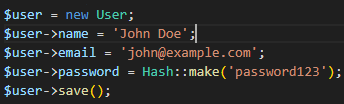 $user = new User;
$user->name = 'John Doe';
$user->email = 'john@example.com';
$user->password = Hash::make('password123');
$user->save();